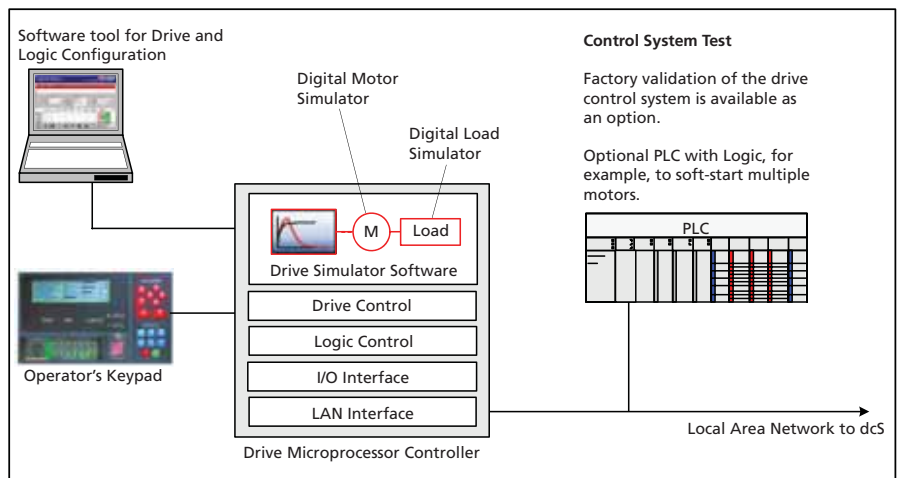 Software tool for Drive and
Logic Configuration
Digital Motor
Simulator
Digital Load
Simulator
M
Load
Drive Simulator Software
Drive Control
Logic Control
I/O Interface
LAN Interface
Drive Microprocessor Controller
Operator's Keypad
Control System Test
Factory validation of the drive
control system is available as
an option.
Optional PLC with Logic, for
example, to soft-start multiple
motors.
PLC
Local Area Network to dcS